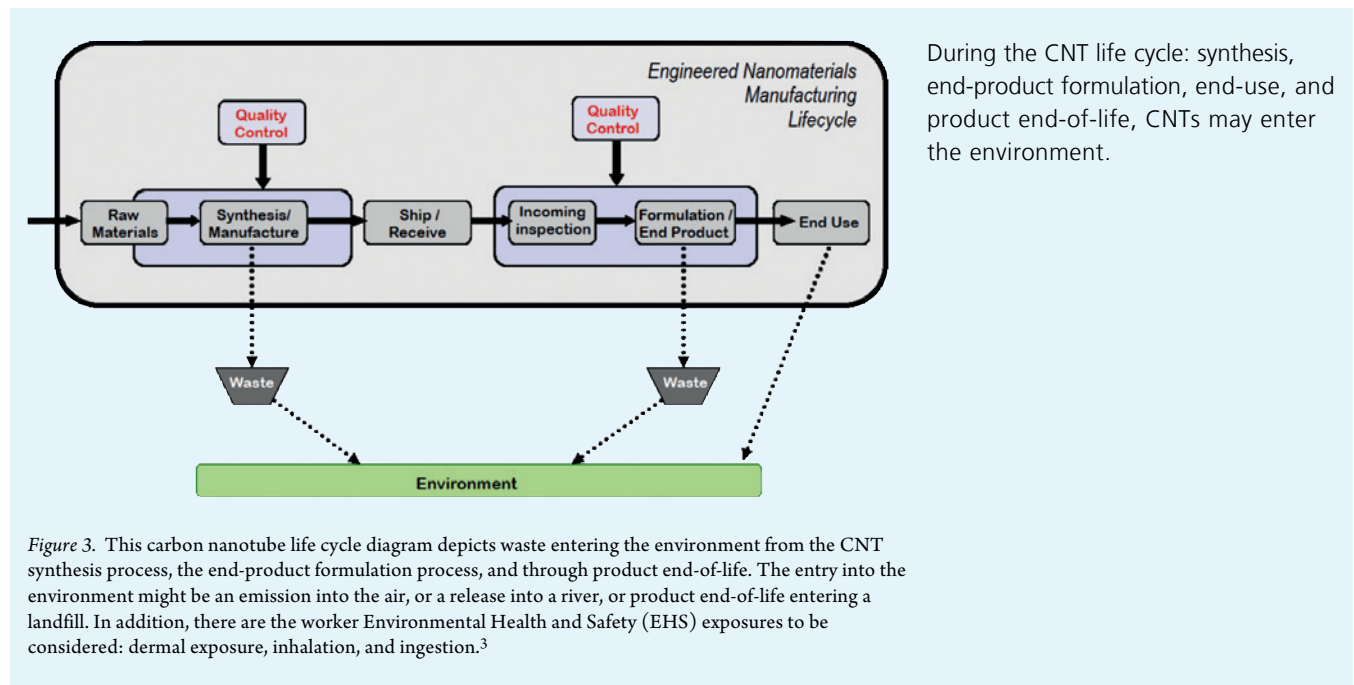 Engineered Nanomaterials
Manufacturing
Lifecycle
Quality
Control
Quality
Control
Raw
Materials
Synthesis/
Manufacture
Ship /
Receive
Incoming
inspection
Formulation /
End Product
End Use
Waste
Waste
Environment
Figure 3. This carbon nanotube life cycle diagram depicts waste entering the environment from the CNT
synthesis process, the end-product formulation process, and through product end-of-life. The entry into the
environment might be an emission into the air, or a release into a river, or product end-of-life entering a
landfill. In addition, there are the worker Environmental Health and Safety (EHS) exposures to be
considered: dermal exposure, inhalation, and ingestion.3
During the CNT life cycle: synthesis,
end-product formulation, end-use, and
product end-of-life, CNTs may enter
the environment.